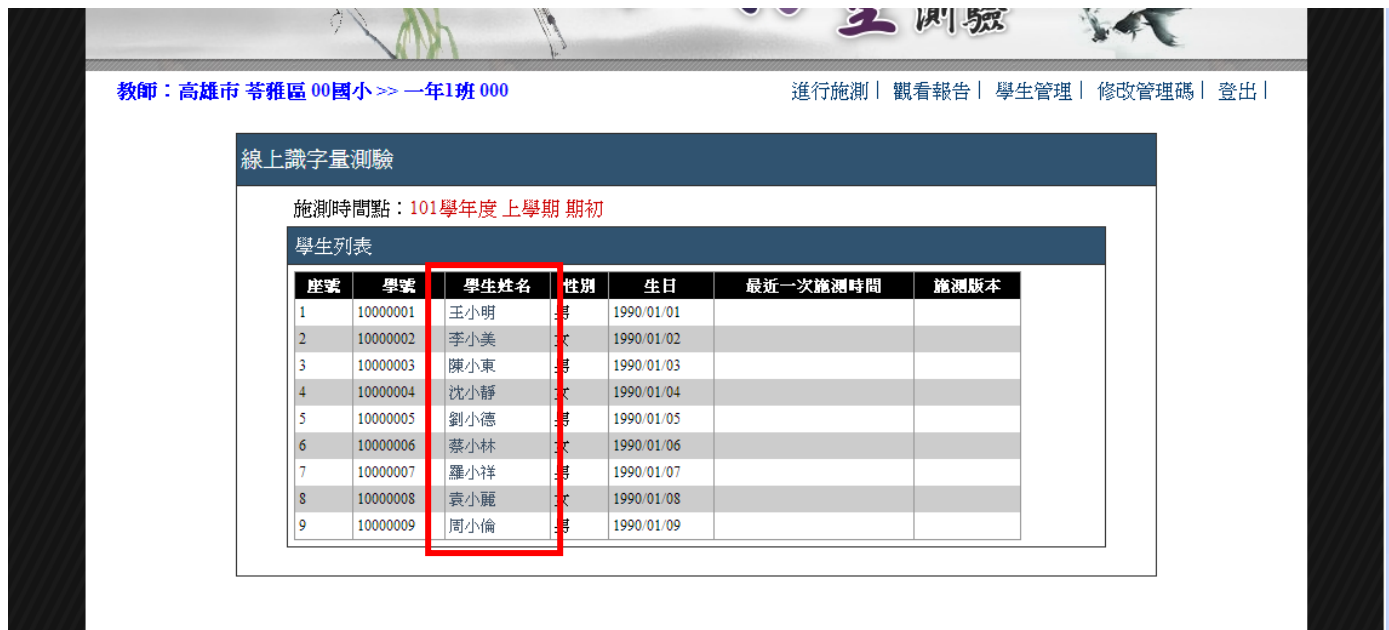 測驗
教師：高雄市 苓雅區 00國小 >> 一年1班 000
進行施測| 觀看報告| 學生管理| 修改管理碼| 登出|
線上識字量測驗
施測時間點：101學年度 上學期 期初
學生列表
座號 學號 學生姓名 性別 生日 最近一次施測時間 施測版本
1 10000001 王小明 男 1990/01/01
2 10000002 李小美 女 1990/01/02
3 10000003 陳小東 男 1990/01/03
4 10000004 沈小靜 女 1990/01/04
5 10000005 劉小德 男 1990/01/05
6 10000006 蔡小林 女 1990/01/06
7 10000007 羅小祥 男 1990/01/07
8 10000008 袁小麗 女 1990/01/08
9 10000009 周小倫 男 1990/01/09